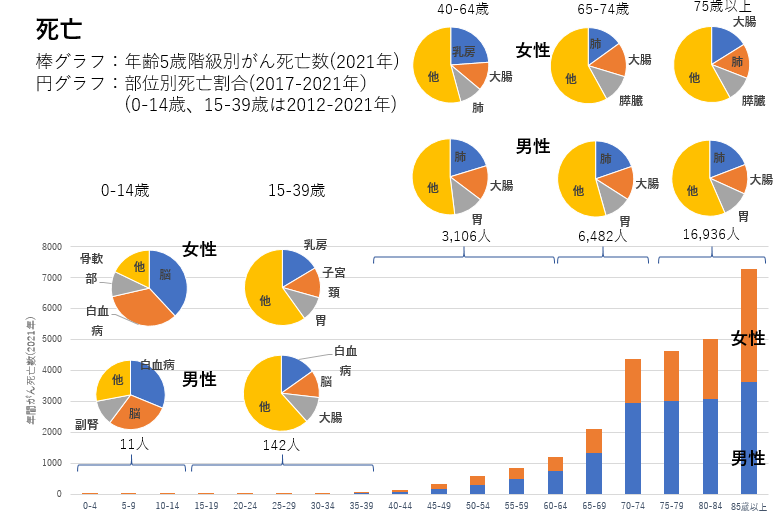 死亡
棒グラフ：年齢5歳階級別がん死亡数(2021年)
円グラフ：部位別死亡割合(2017-2021年)
(0-14歳、15-39歳は2012-2021年)
40-64歳
65-74歳
75歳以上
女性
乳房
大腸
肺
他
肺
大腸
膵臓
他
大腸
肺
膵臓
他
男性
肺
大腸
胃
他
肺
大腸
胃
他
肺
大腸
胃
他
3,106人
6,482人
16,936人
0-14歳
15-39歳
女性
脳
白血
病
骨軟
部
他
乳房
子宮
頚
胃
他
男性
白血病
脳
副腎
他
白血
病
脳
大腸
他
11人
142人
年間がん死亡数(2021年)
8000
7000
6000
5000
4000
3000
2000
1000
0
女性
男性
0-4
5-9
10-14
15-19
20-24
25-29
30-34
35-39
40-44
45-49
50-54
55-59
60-64
65-69
70-74
75-79
80-84
85歳以上